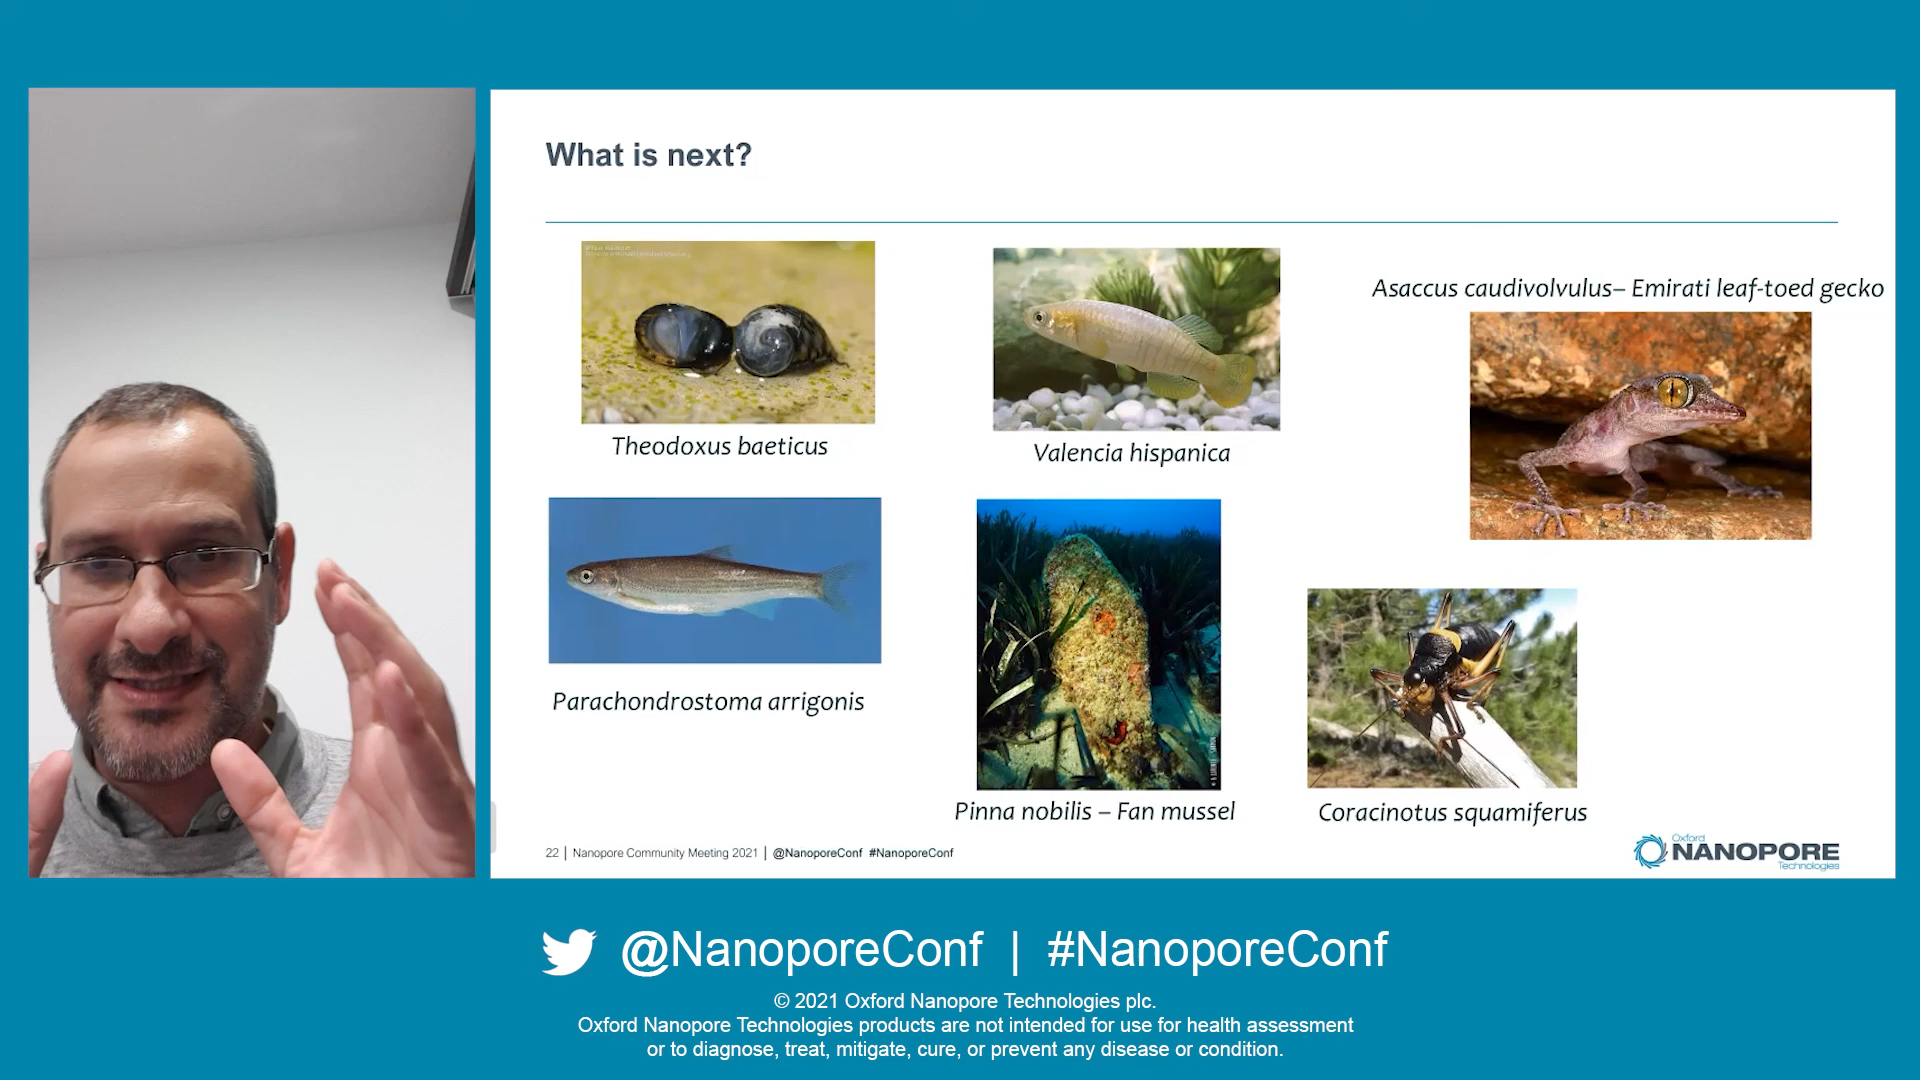 What is next?
Asaccus caudivolvulus– Emirati leaf-toed gecko
Theodoxus baeticus
Valencia hispanica
Parachondrostoma arrigonis
Pinna nobilis – Fan mussel
Coracinotus squamiferus
22 | Nanopore Community Meeting 2021 | @NanoporeConf #NanoporeConf
Oxford
NANOPORE
Technologies
@NanoporeConf | #NanoporeConf
© 2021 Oxford Nanopore Technologies plc.
Oxford Nanopore Technologies products are not intended for use for health assessment
or to diagnose, treat, mitigate, cure, or prevent any disease or condition.